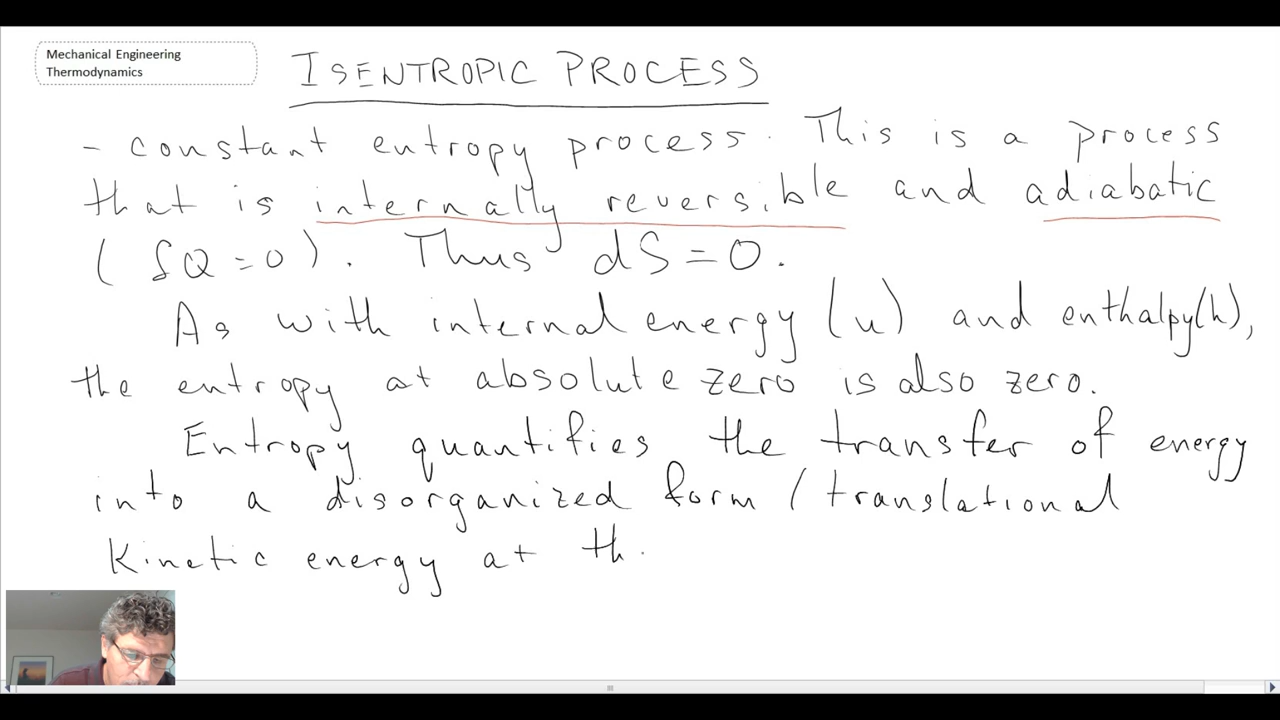 Mechanical Engineering
Thermodynamics
ISENTROPIC PROCESS
- constant entropy process. This is a process
that is internally reversible and adiabatic
(δQ=0). Thus dS=0.
As with internal energy (u) and enthalpy(h),
the entropy at absolute zero is also zero.
Entropy quantifies the transfer of energy
into a disorganized form / translational
kinetic energy at th